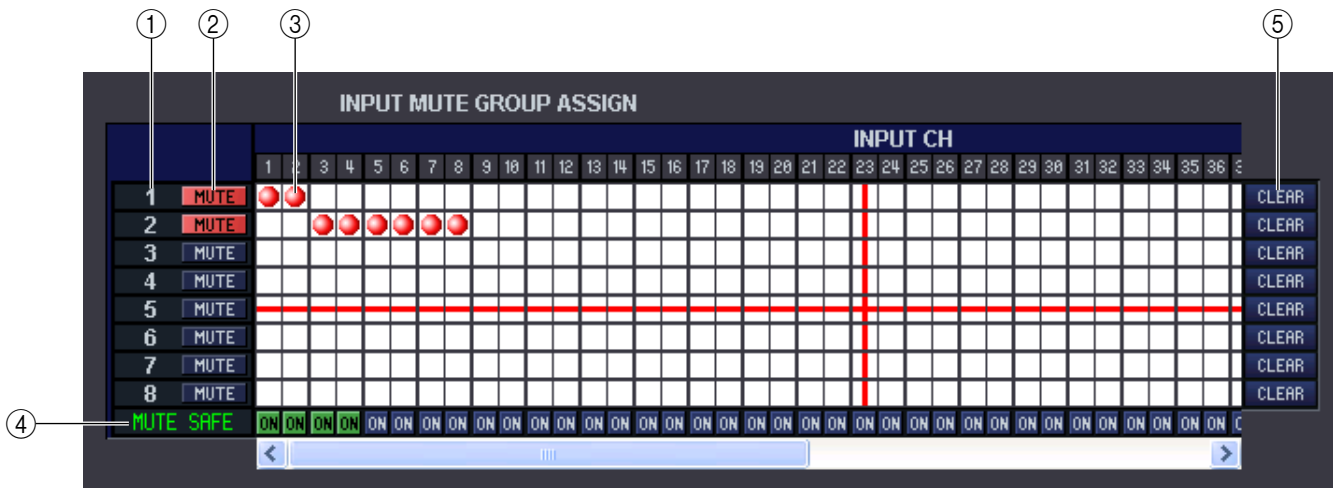 ① ② ③ ⑤
INPUT MUTE GROUP ASSIGN
INPUT CH
1 2 3 4 5 6 7 8 9 10 11 12 13 14 15 16 17 18 19 20 21 22 23 24 25 26 27 28 29 30 31 32 33 34 35 36
1 MUTE CLEAR
2 MUTE CLEAR
3 MUTE CLEAR
4 MUTE CLEAR
5 MUTE CLEAR
6 MUTE CLEAR
7 MUTE CLEAR
8 MUTE CLEAR
④ MUTE SAFE ON ON ON ON ON ON ON ON ON ON ON ON ON ON ON ON ON ON ON ON ON ON ON ON ON ON ON ON ON ON ON ON ON ON ON ON